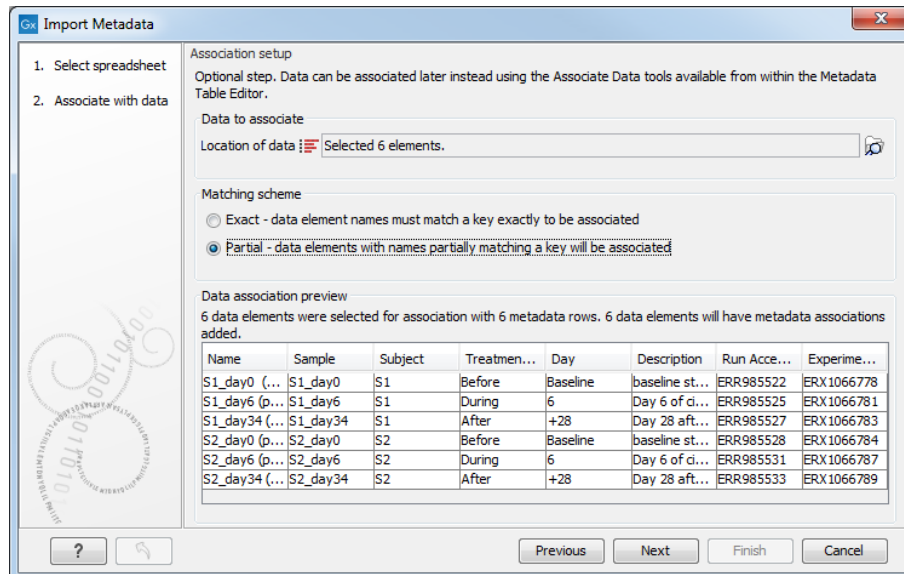 Gx Import Metadata
1. Select spreadsheet
2. Associate with data
Association setup
Optional step. Data can be associated later instead using the Associate Data tools available from within the Metadata
Table Editor.
Data to associate
Location of data Selected 6 elements.
Matching scheme
Exact - data element names must match a key exactly to be associated
Partial - data elements with names partially matching a key will be associated
Data association preview
6 data elements were selected for association with 6 metadata rows. 6 data elements will have metadata associations
added.
Name Sample Subject Treatmen... Day Description Run Acce... Experime...
S1_day0 (... S1_day0 S1 Before Baseline baseline st... ERR985522 ERX1066778
S1_day6 (p... S1_day6 S1 During 6 Day 6 of ci... ERR985525 ERX1066781
S1_day34 (... S1_day34 S1 After +28 Day 28 aft... ERR985527 ERX1066783
S2_day0 (p... S2_day0 S2 Before Baseline baseline st... ERR985528 ERX1066784
S2_day6 (p... S2_day6 S2 During 6 Day 6 of ci... ERR985531 ERX1066787
S2_day34 (... S2_day34 S2 After +28 Day 28 aft... ERR985533 ERX1066789
? Previous Next Finish Cancel